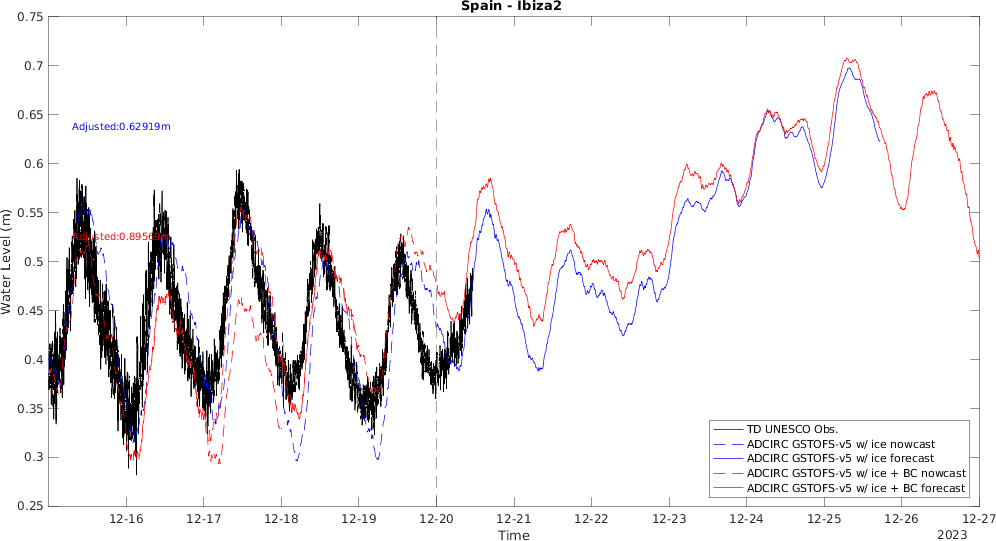 Spain - Ibiza2
0.75
0.7
0.65
0.6
0.55
0.5
0.45
0.4
0.35
0.3
0.25
Water Level (m)
Adjusted:0.62919m
TD UNESCO Obs.
ADCIRC GSTOFS-v5 w/ ice nowcast
ADCIRC GSTOFS-v5 w/ ice forecast
ADCIRC GSTOFS-v5 w/ ice + BC nowcast
ADCIRC GSTOFS-v5 w/ ice + BC forecast
12-16 12-17 12-18 12-19 12-20 12-21 12-22 12-23 12-24 12-25 12-26 12-27
Time
2023